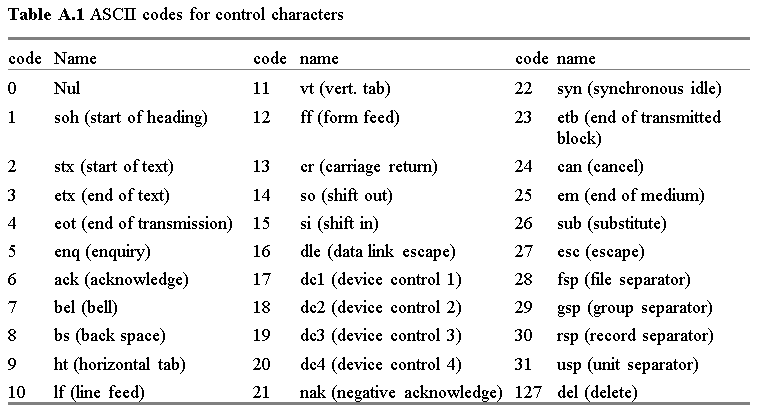 Table A.1 ASCII codes for control characters
code Name code name code name
0 Nul 11 vt (vert. tab) 22 syn (synchronous idle)
1 soh (start of heading) 12 ff (form feed) 23 etb (end of transmitted
block)
2 stx (start of text) 13 cr (carriage return) 24 can (cancel)
3 etx (end of text) 14 so (shift out) 25 em (end of medium)
4 eot (end of transmission) 15 si (shift in) 26 sub (substitute)
5 enq (enquiry) 16 dle (data link escape) 27 esc (escape)
6 ack (acknowledge) 17 dc1 (device control 1) 28 fsp (file separator)
7 bel (bell) 18 dc2 (device control 2) 29 gsp (group separator)
8 bs (back space) 19 dc3 (device control 3) 30 rsp (record separator)
9 ht (horizontal tab) 20 dc4 (device control 4) 31 usp (unit separator)
10 lf (line feed) 21 nak (negative acknowledge) 127 del (delete)